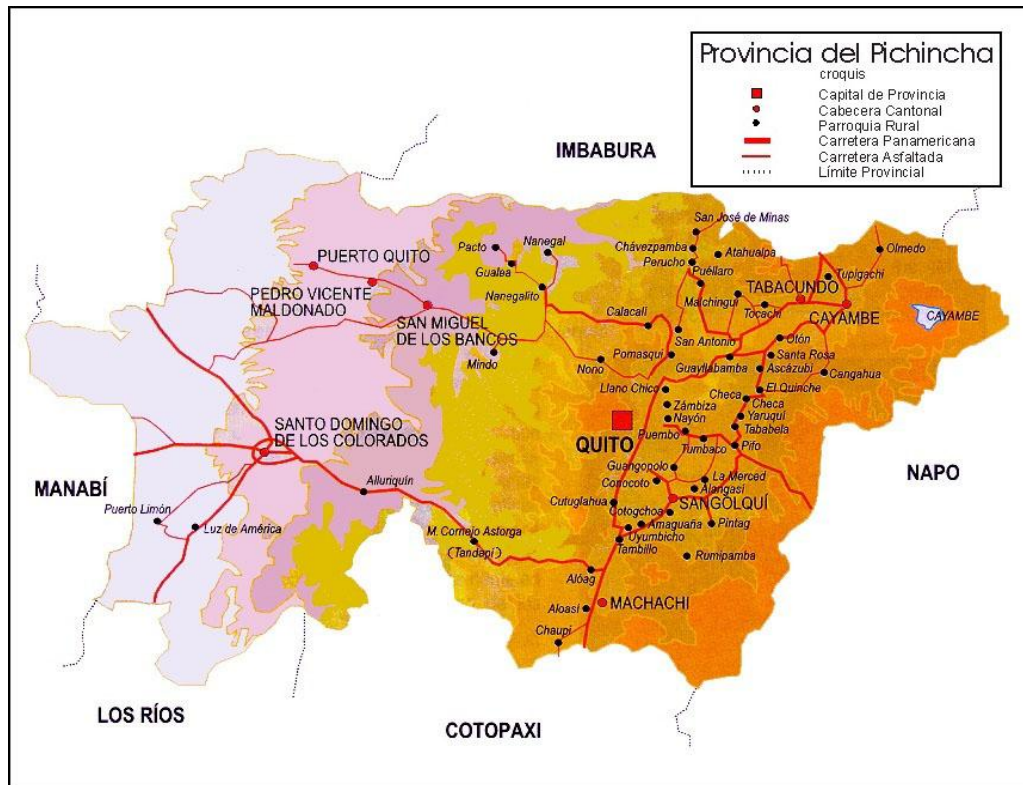 Provincia del Pichincha
croquis
Capital de Provincia
Cabecera Cantonal
Parroquia Rural
Carretera Panamericana
Carretera Asfaltada
Límite Provincial
IMBABURA
San José de Minas
Chávezpamba
Atahualpa
Perucho
Puéllaro
Olmedo
Tupigachi
Pacto
Nanegal
Gualea
Nanegalito
PUERTO QUITO
PEDRO VICENTE
MALDONADO
SAN MIGUEL
DE LOS BANCOS
Malchingui
TABACUNDO
Tocachi
CAYAMBE
CAYAMBE
Calacalí
San Antonio
Otón
Pomasqui
Guayllabamba
Santa Rosa
Mindo
Nono
Ascázubi
Cangahua
Llano Chico
El Quinche
Checa
Checa
Zámbiza
Nayón
Yaruquí
Tababela
QUITO
Puembo
Tumbaco
Pifo
SANTO DOMINGO
DE LOS COLORADOS
Guangopolo
Conocoto
La Merced
Alangasí
NAPO
MANABÍ
Alluriquín
Cutuglahua
SANGOLQUÍ
Cotogchoa
Puerto Limón
Luz de América
Amaguaña
Pintag
Uyumbicho
Tambillo
M. Cornejo Astorga
(Tandapi)
Rumipamba
Alóag
Aloasí
MACHACHI
Chaupi
LOS RÍOS
COTOPAXI